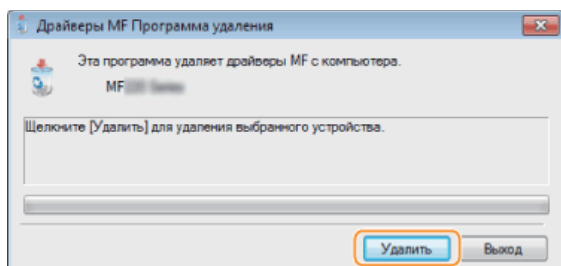 Драйверы MF Программа удаления
Эта программа удаляет драйверы MF с компьютера.
MF
Щелкните [Удалить] для удаления выбранного устройства.
Удалить
Выход